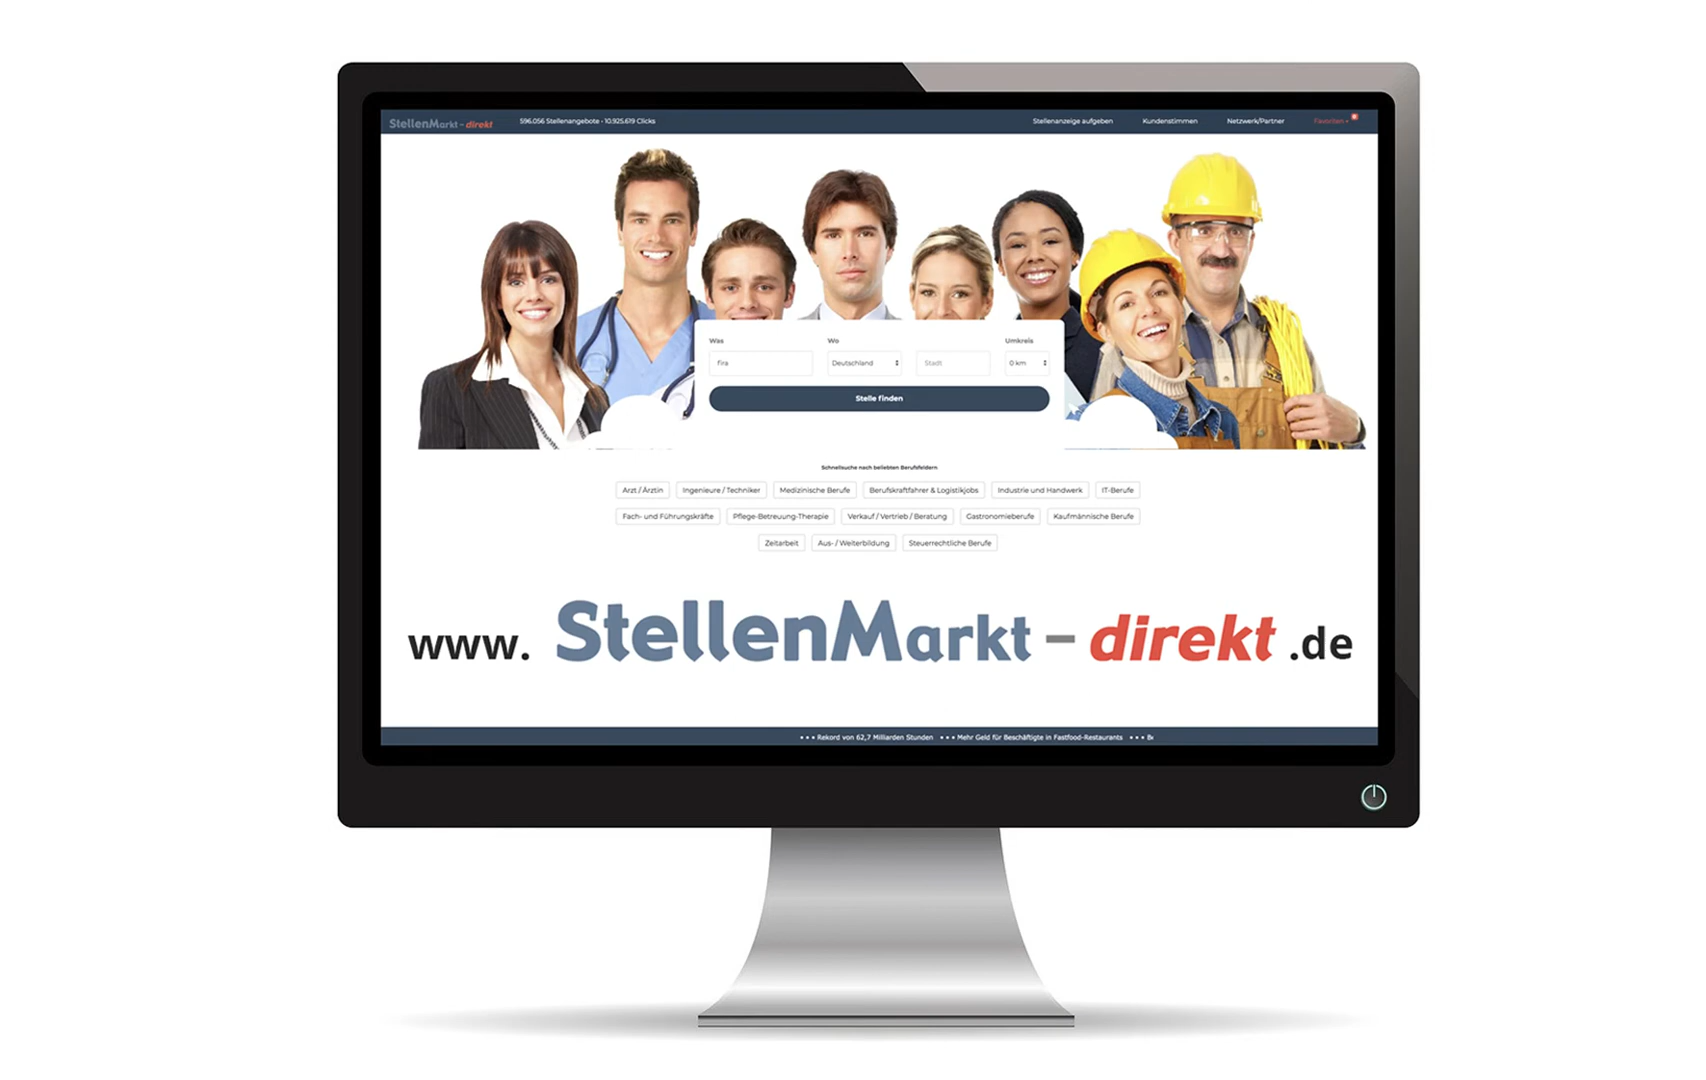 StellenMarkt - direkt
596.056 Stellenangebote - 10.925.619 Clicks
Stellenanzeige aufgeben
Kundenstimmen
Netzwerk/Partner
Favoriten
Was
Wo
Umkreis
fira
Deutschland
Stadt
0 km
Stelle finden
Schnellsuche nach beliebten Berufsfeldern
Arzt / Ärztin
Ingenieure / Techniker
Medizinische Berufe
Berufskraftfahrer & Logistikjobs
Industrie und Handwerk
IT-Berufe
Fach- und Führungskräfte
Pflege-Betreuung-Therapie
Verkauf / Vertrieb / Beratung
Gastronomieberufe
Kaufmännische Berufe
Zeitarbeit
Aus- / Weiterbildung
Steuerrechtliche Berufe
www. StellenMarkt - direkt .de
• • • Rekord von 62,7 Milliarden Stunden • • • Mehr Geld für Beschäftigte in Fastfood-Restaurants • • •